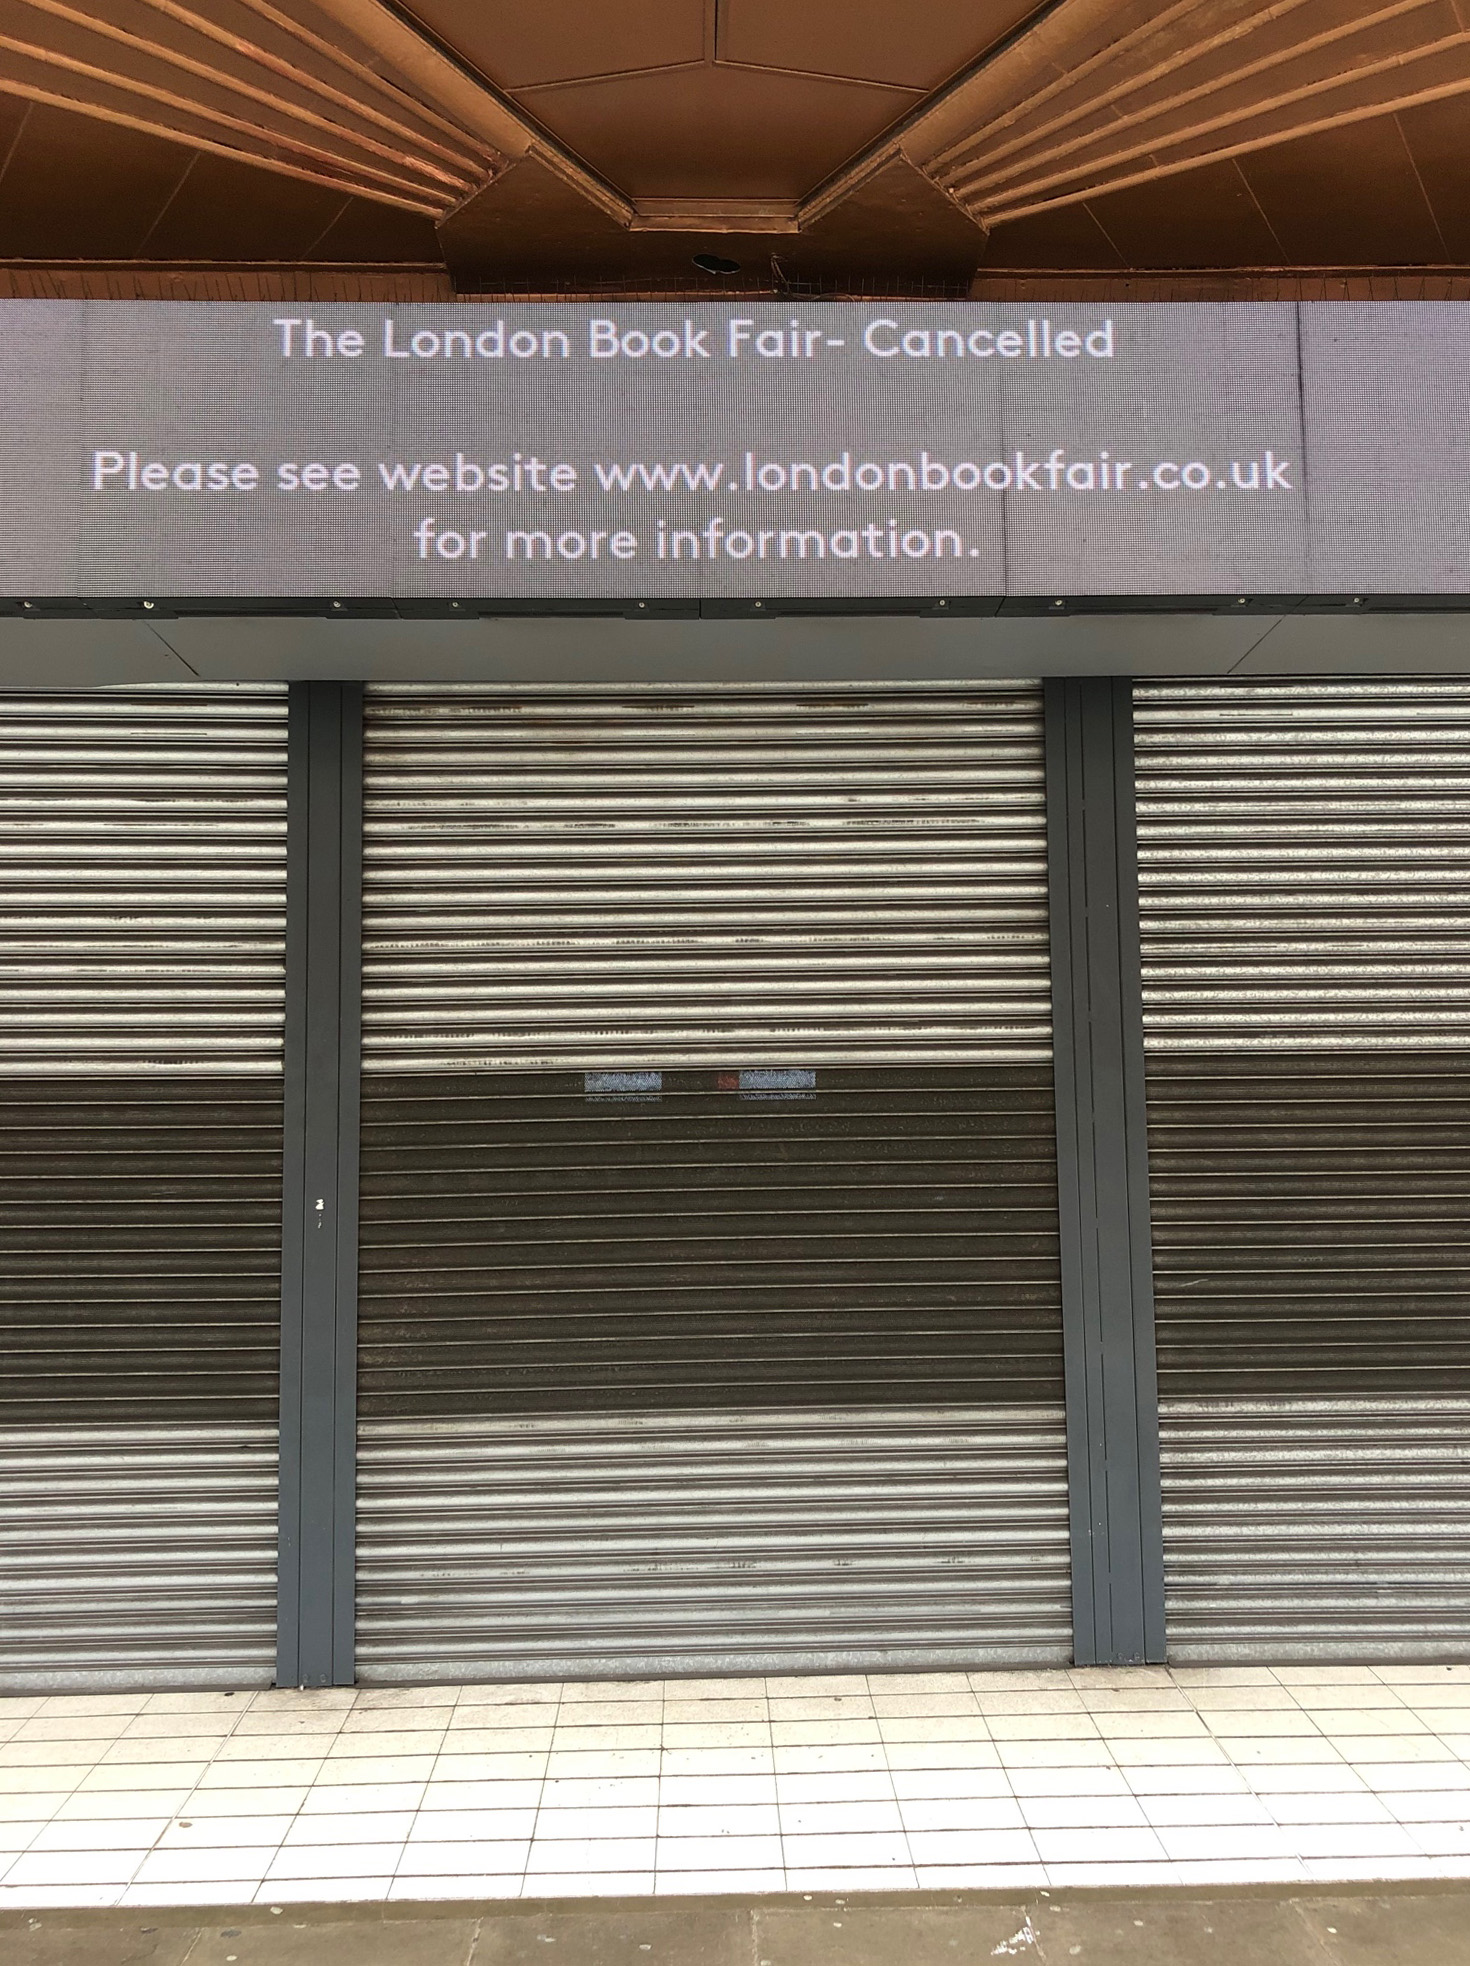 The London Book Fair- Cancelled
Please see website www.londonbookfair.co.uk
for more information.